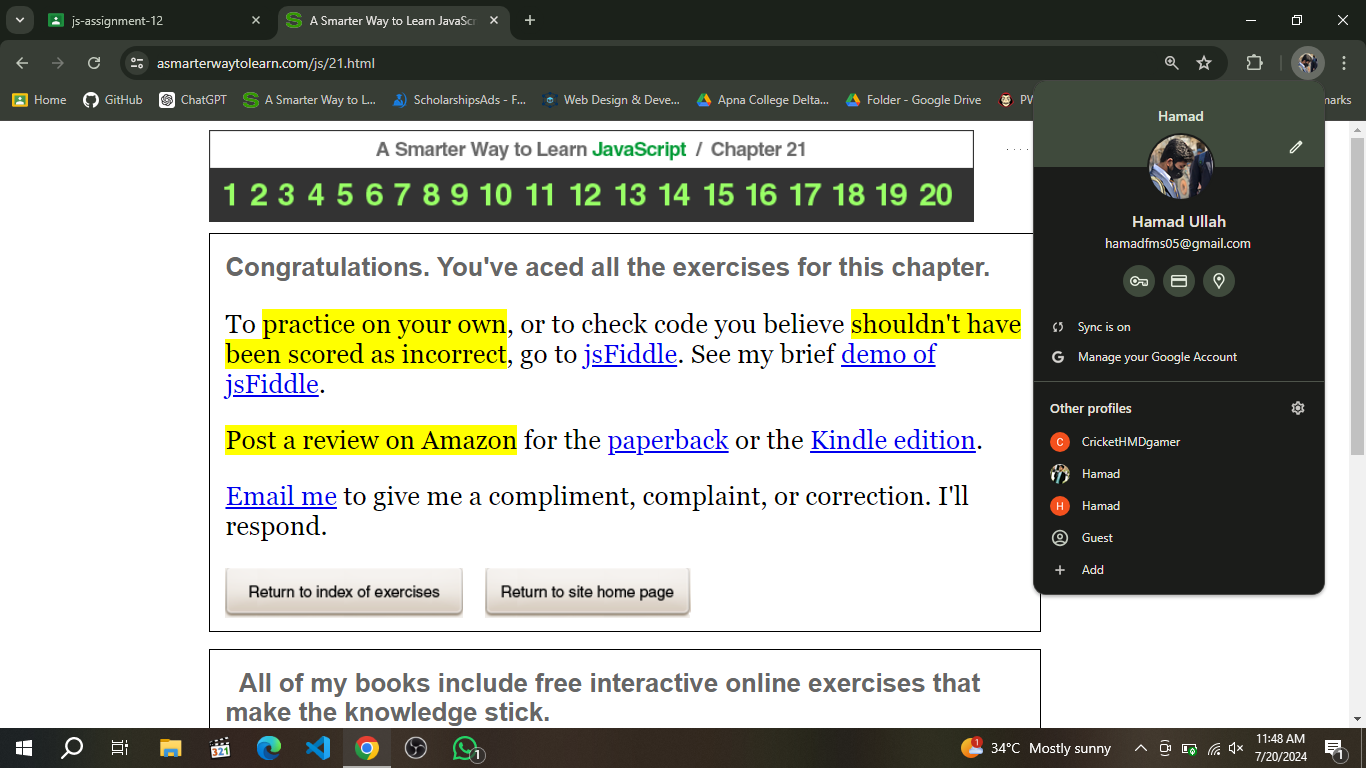 js-assignment-12
A Smarter Way to Learn JavaScr
asmarterwaytolearn.com/js/21.html
Home
GitHub
ChatGPT
A Smarter Way to L...
ScholarshipsAds - F...
Web Design & Deve...
Apna College Delta...
Folder - Google Drive
A Smarter Way to Learn JavaScript / Chapter 21
1 2 3 4 5 6 7 8 9 10 11 12 13 14 15 16 17 18 19 20
Congratulations. You've aced all the exercises for this chapter.
To practice on your own, or to check code you believe shouldn't have
been scored as incorrect, go to jsFiddle. See my brief demo of
jsFiddle.
Post a review on Amazon for the paperback or the Kindle edition.
Email me to give me a compliment, complaint, or correction. I'll
respond.
Return to index of exercises
Return to site home page
All of my books include free interactive online exercises that
make the knowledge stick.
Hamad
Hamad Ullah
hamadfms05@gmail.com
Sync is on
Manage your Google Account
Other profiles
C CricketHMDgamer
Hamad
H Hamad
Guest
Add
321
1
1
34°C Mostly sunny
11:48 AM
7/20/2024
1